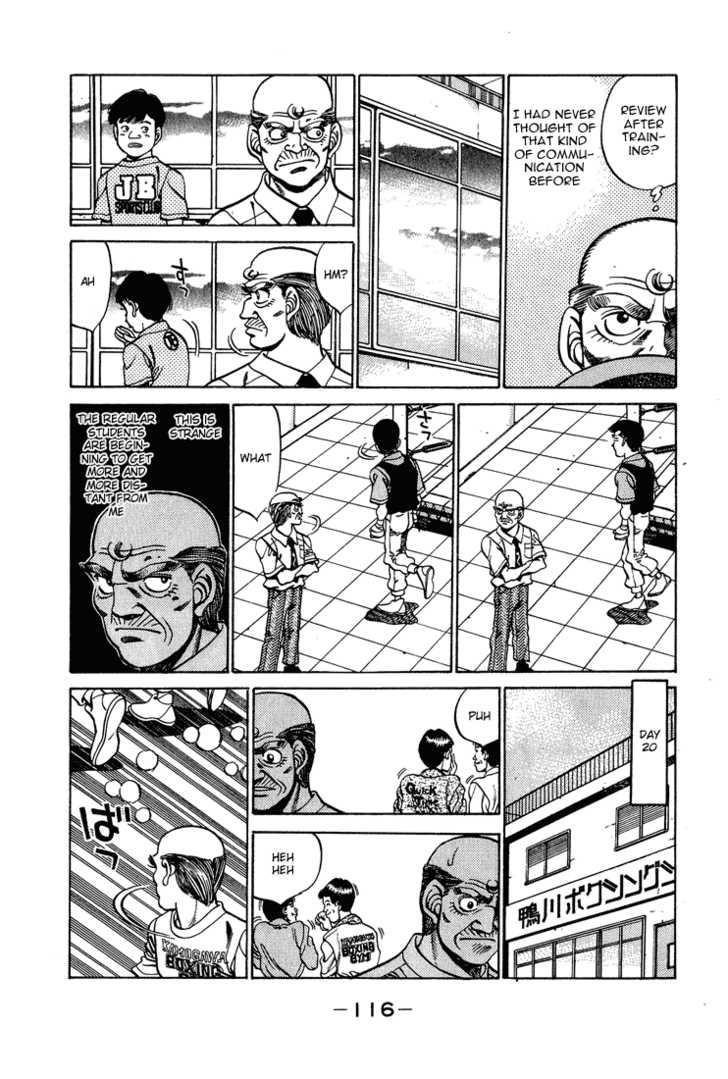 REVIEW
AFTER
TRAIN-
ING?
I HAD NEVER
THOUGHT OF
THAT KIND
OF COMMU-
NICATION
BEFORE
JB
SPORTS CLUB
HM?
AH
WHAT
THIS IS
STRANGE
THE REGULAR
STUDENTS
ARE BEGIN-
NING TO GET
MORE AND
MORE DIS-
TANT FROM
ME
DAY
20
鴨川ボクシング
PUH
HEH
HEH
KAMOGAWA
BOXING
GYM
ばっ
BOXING
-116-